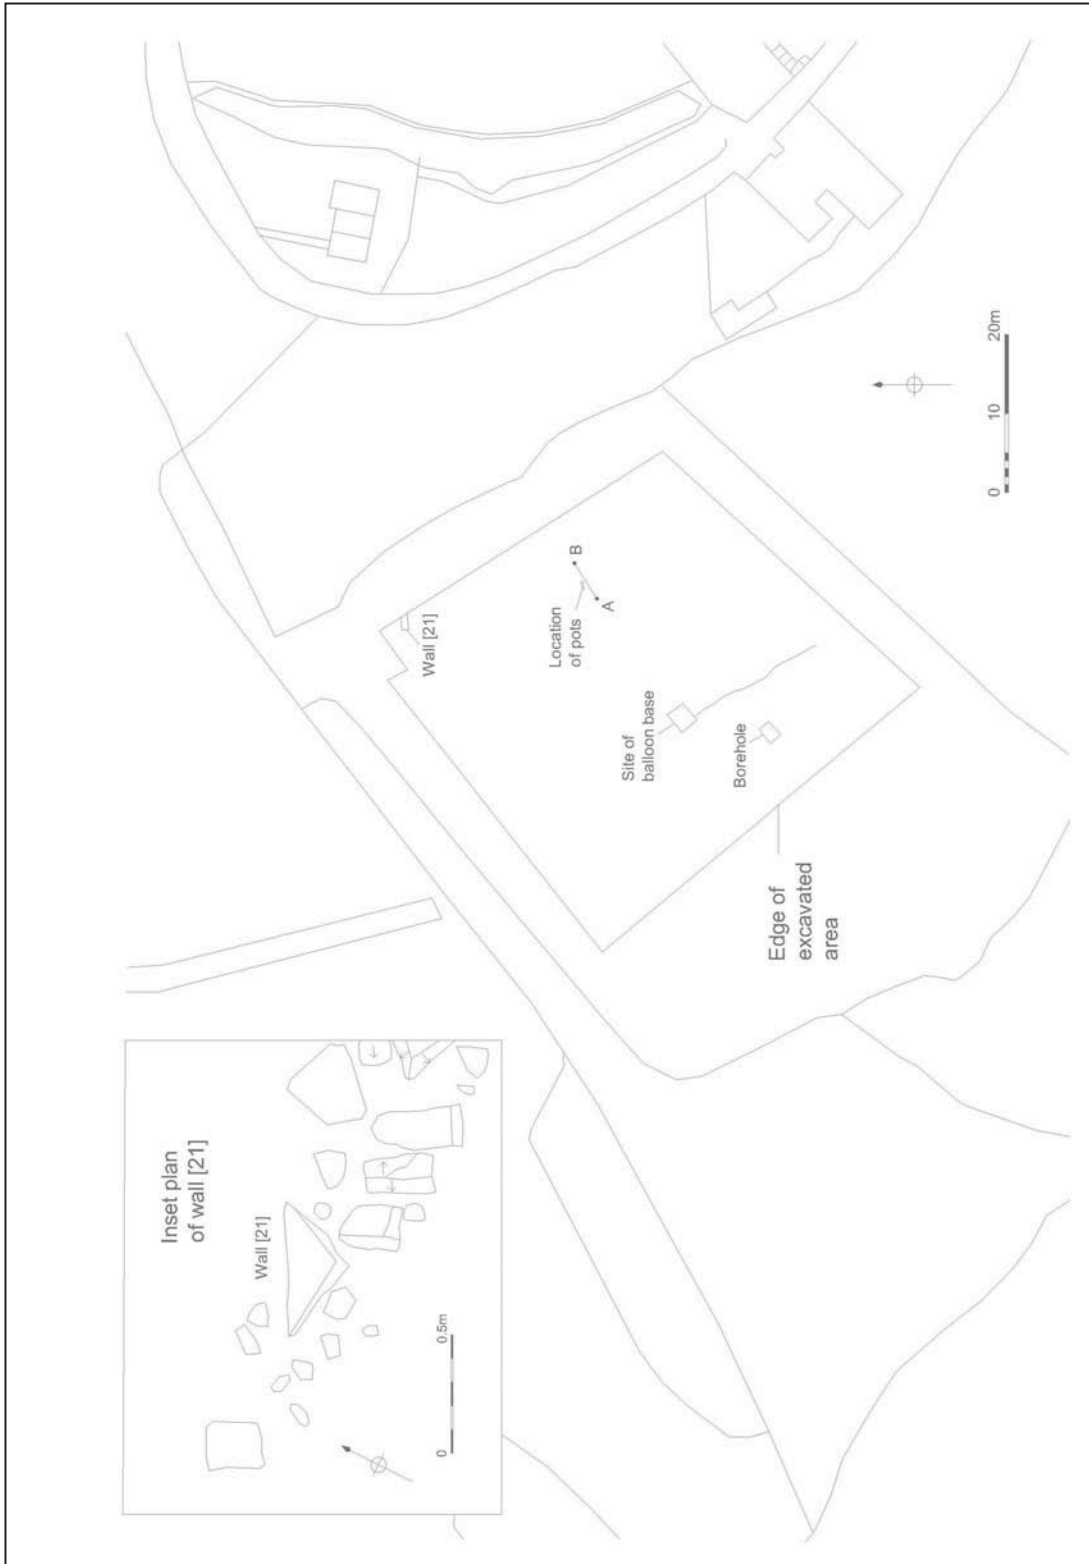 Inset plan
of wall [21]
Wall [21]
0
0.5m
Wall [21]
Location
of pots
A
B
Site of
balloon base
Borehole
Edge of
excavated
area
0
10
20m